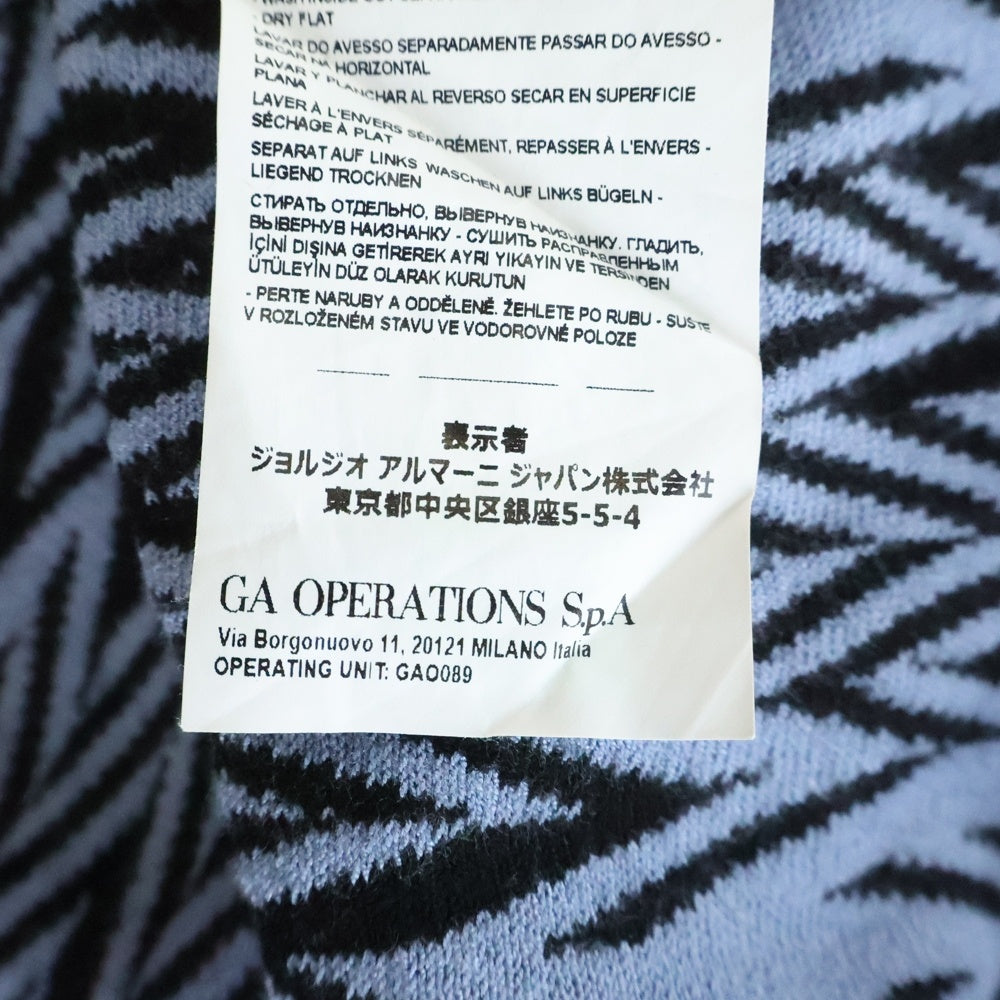 WASH INSIDE OUT
- DRY FLAT
LAVAR DO AVESSO SEPARADAMENTE PASSAR DO AVESSO -
SECAR NA HORIZONTAL
LAVAR Y PLANCHAR AL REVERSO SECAR EN SUPERFICIE
PLANA
LAVER À L'ENVERS SÉPARÉMENT, REPASSER À L'ENVERS -
SÉCHAGE À PLAT
SEPARAT AUF LINKS WASCHEN AUF LINKS BÜGELN -
LIEGEND TROCKNEN
СТИРАТЬ ОТДЕЛЬНО, ВЫВЕРНУВ НАИЗНАНКУ. ГЛАДИТЬ,
ВЫВЕРНУВ НАИЗНАНКУ - СУШИТЬ РАСПРАВЛЕННЫМ
İÇİNİ DIŞINA GETİREREK AYRI YIKAYIN VE TERSİNDEN
ÜTÜLEYİN DÜZ OLARAK KURUTUN
- PERTE NARUBY A ODDĚLENĚ. ŽEHLETE PO RUBU - SUŠTE
V ROZLOŽENÉM STAVU VE VODOROVNÉ POLOZE
表示者
ジョルジオ アルマーニ ジャパン株式会社
東京都中央区銀座5-5-4
GA OPERATIONS S.p.A
Via Borgonuovo 11, 20121 MILANO Italia
OPERATING UNIT: GAO089